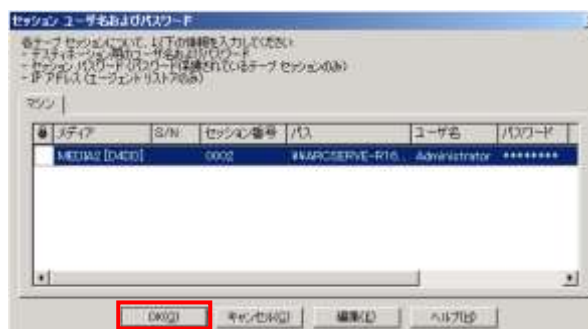 セッション ユーザ名およびパスワード
各テープ セッションについて、以下の情報を入力してください
- デスティネーション用のユーザ名およびパスワード
- セッション パスワード (パスワード保護されているテープ セッションのみ)
- IP アドレス (エージェント リストアのみ)
マシン
メディア S/N セッション番号 パス ユーザ名 パスワード
MEDIA2 [D4DD] 0002 ¥¥ARCSERVE-R16... Administrator ********
OK(O) キャンセル(C) 編集(E) ヘルプ(H)